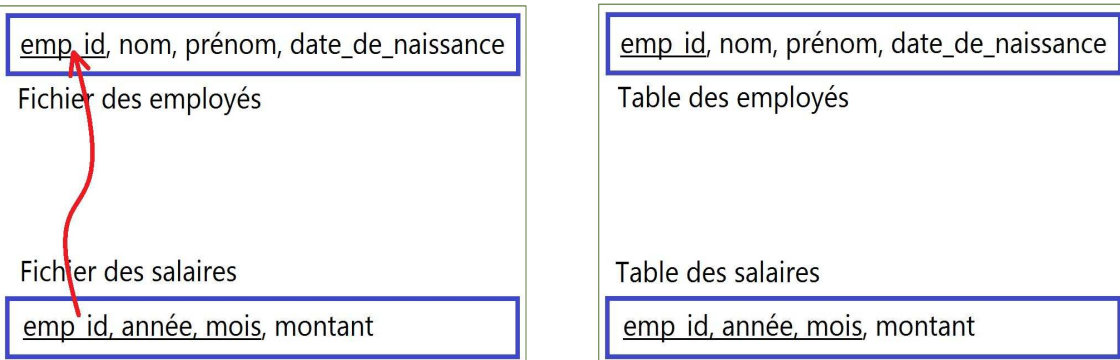 emp_id, nom, prénom, date_de_naissance
Fichier des employés
Fichier des salaires
emp_id, année, mois, montant
emp_id, nom, prénom, date_de_naissance
Table des employés
Table des salaires
emp_id, année, mois, montant